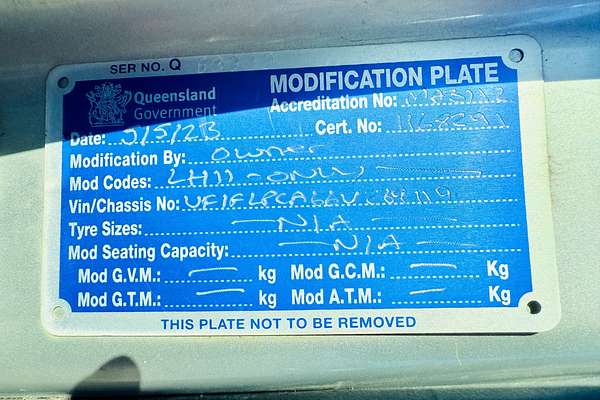 SER NO. Q
Queensland Government
MODIFICATION PLATE
Accreditation No:
Date: Cert. No:
Modification By: OWNER
Mod Codes: LH11-ONLY
Vin/Chassis No:
Tyre Sizes: — N/A —
Mod Seating Capacity: — N/A —
Mod G.V.M.: — kg Mod G.C.M.: — Kg
Mod G.T.M.: — kg Mod A.T.M.: — Kg
THIS PLATE NOT TO BE REMOVED